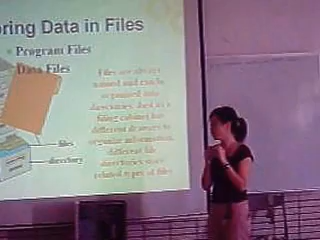 ring Data in Files
Program Files
Data Files
Files are always
named and can be
organized into
directories. Just as a
filing cabinet has
different drawers to
organize information,
different file
directories store
related types of files
files
directory